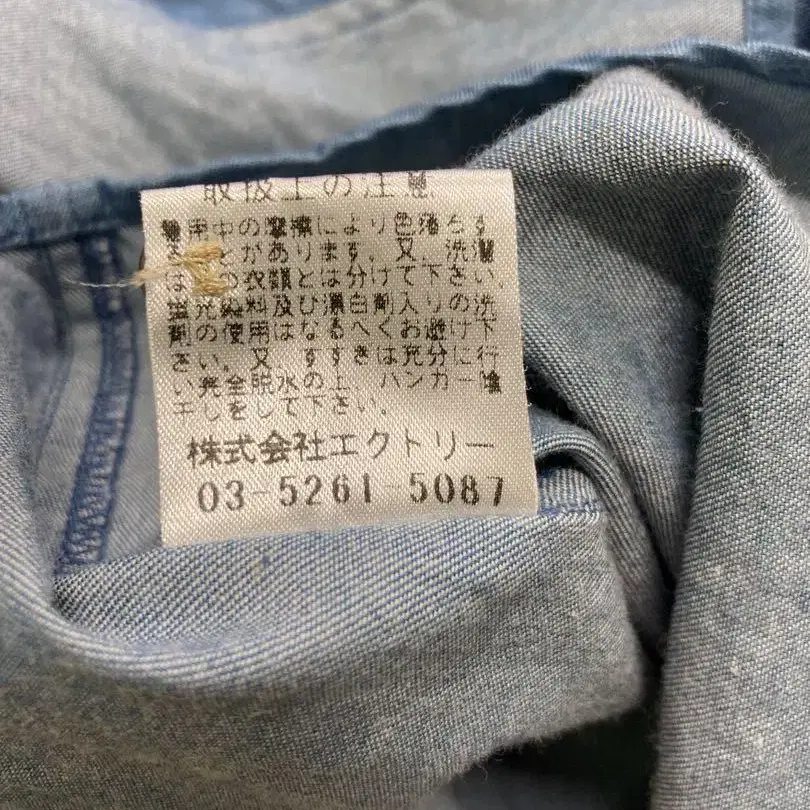 取扱上の注意
着用中の摩擦により色落ちす
ことがあります。又、洗濯
は の衣類とは分けて下さい。
蛍光染料及び漂白剤入りの洗
剤の使用はなるべくお避け下
さい。又 すすぎは充分に行
い完全脱水の上、ハンガー陰
干しをして下さい。
株式会社エクトリー
03-5261-5087